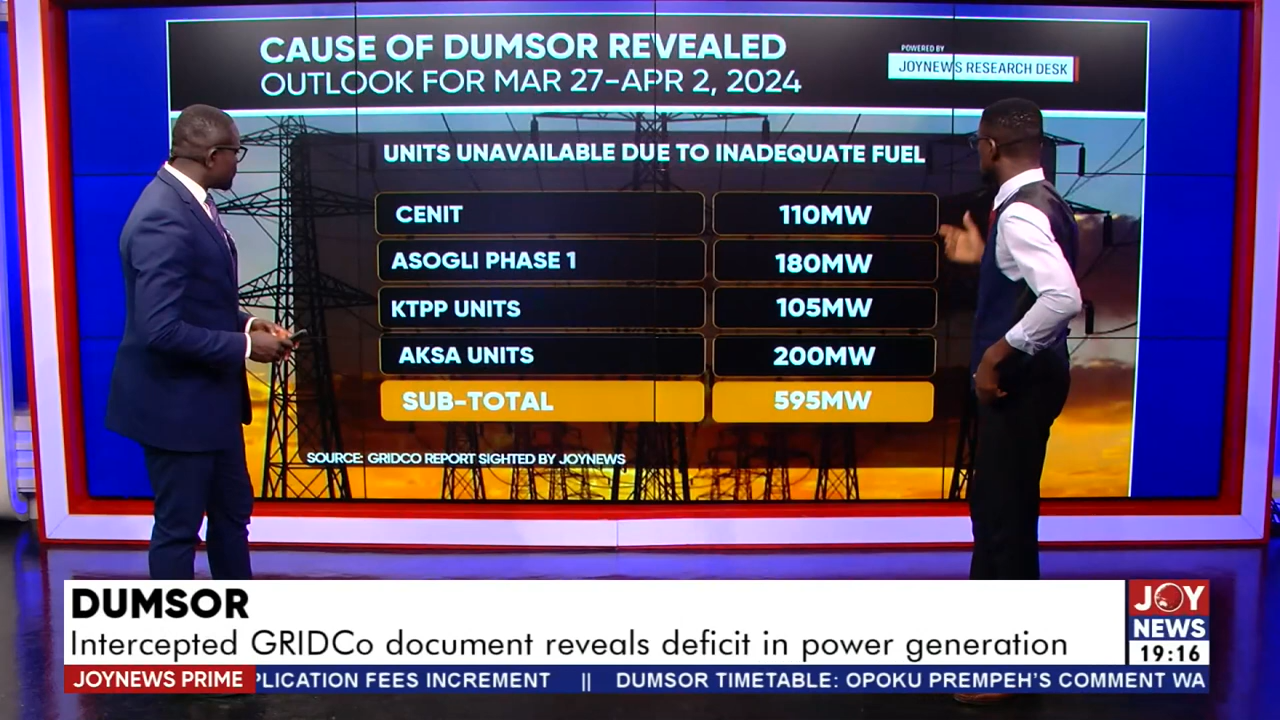 CAUSE OF DUMSOR REVEALED
OUTLOOK FOR MAR 27-APR 2, 2024
POWERED BY
JOYNEWS RESEARCH DESK
UNITS UNAVAILABLE DUE TO INADEQUATE FUEL
CENIT 110MW
ASOGLI PHASE 1 180MW
KTPP UNITS 105MW
AKSA UNITS 200MW
SUB-TOTAL 595MW
SOURCE: GRIDCO REPORT SIGHTED BY JOYNEWS
DUMSOR
Intercepted GRIDCo document reveals deficit in power generation
JOY
NEWS
19:16
JOYNEWS PRIME PLICATION FEES INCREMENT || DUMSOR TIMETABLE: OPOKU PREMPEH'S COMMENT WA